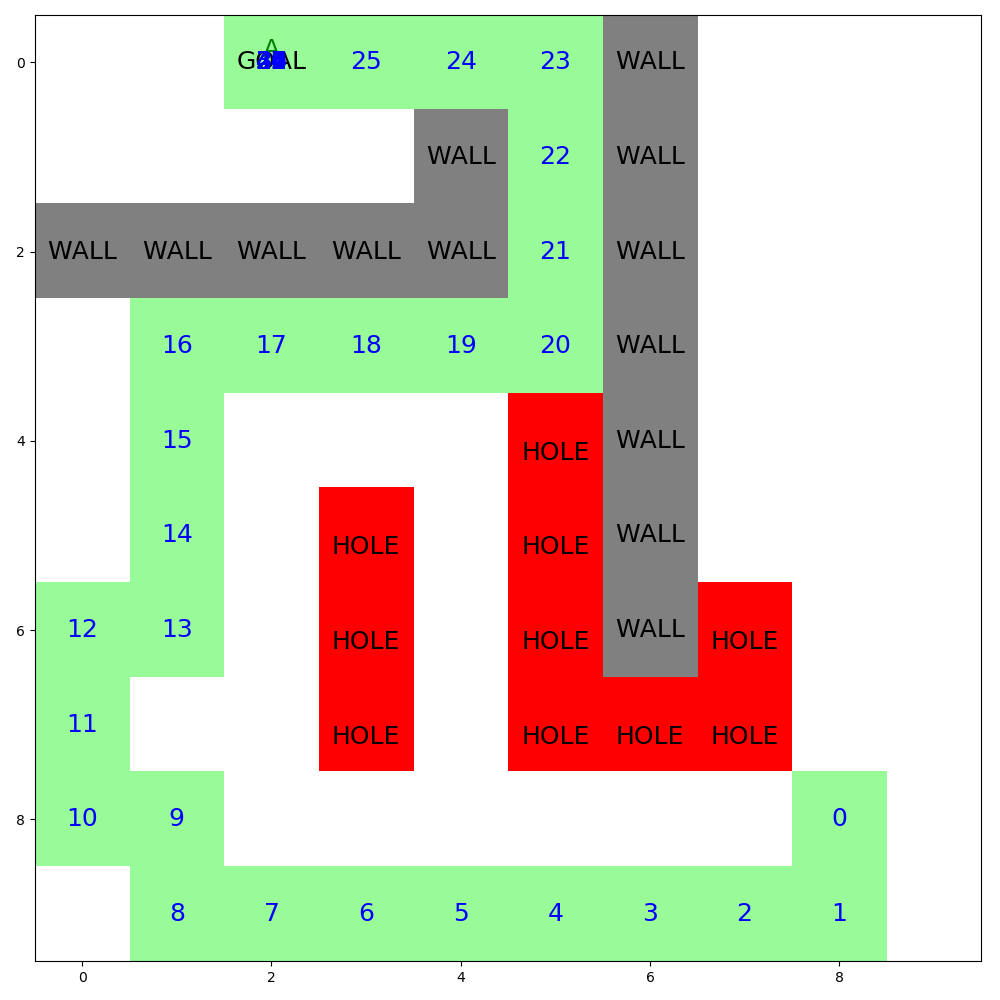 A
0 GOAL 25 24 23 WALL
WALL 22 WALL
2 WALL WALL WALL WALL WALL 21 WALL
16 17 18 19 20 WALL
4 15 HOLE WALL
14 HOLE HOLE WALL
6 12 13 HOLE HOLE WALL HOLE
11 HOLE HOLE HOLE HOLE
8 10 9 0
8 7 6 5 4 3 2 1
0 2 4 6 8